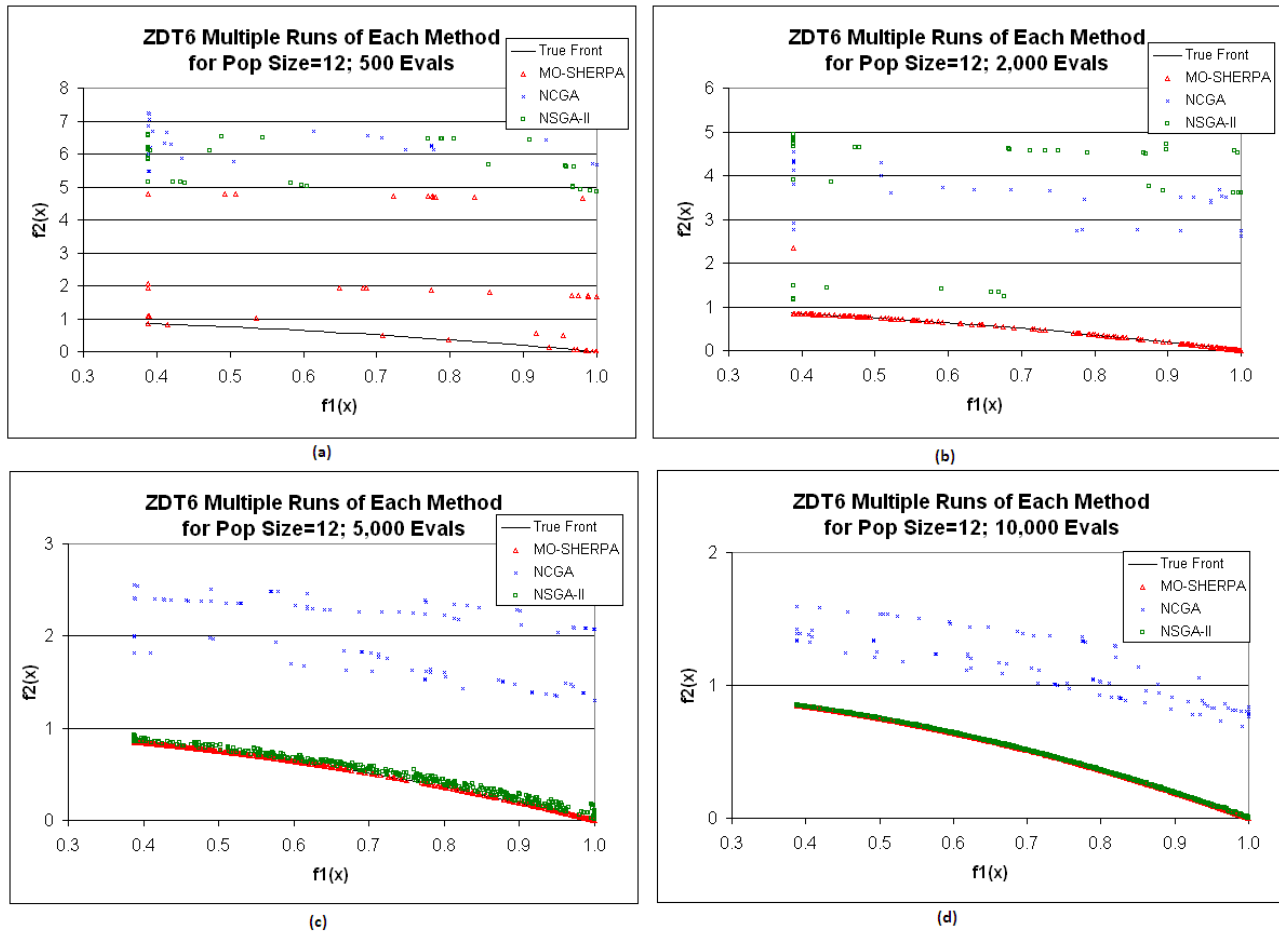 ZDT6 Multiple Runs of Each Method
for Pop Size=12; 500 Evals
True Front
MO-SHERPA
NCGA
NSGA-II
8
7
6
5
4
3
2
1
0
f2(x)
0.3 0.4 0.5 0.6 0.7 0.8 0.9 1.0
f1(x)
(a)
ZDT6 Multiple Runs of Each Method
for Pop Size=12; 2,000 Evals
True Front
MO-SHERPA
NCGA
NSGA-II
6
5
4
3
2
1
0
f2(x)
0.3 0.4 0.5 0.6 0.7 0.8 0.9 1.0
f1(x)
(b)
ZDT6 Multiple Runs of Each Method
for Pop Size=12; 5,000 Evals
True Front
MO-SHERPA
NCGA
NSGA-II
3
2
1
0
f2(x)
0.3 0.4 0.5 0.6 0.7 0.8 0.9 1.0
f1(x)
(c)
ZDT6 Multiple Runs of Each Method
for Pop Size=12; 10,000 Evals
True Front
MO-SHERPA
NCGA
NSGA-II
2
1
0
f2(x)
0.3 0.4 0.5 0.6 0.7 0.8 0.9 1.0
f1(x)
(d)